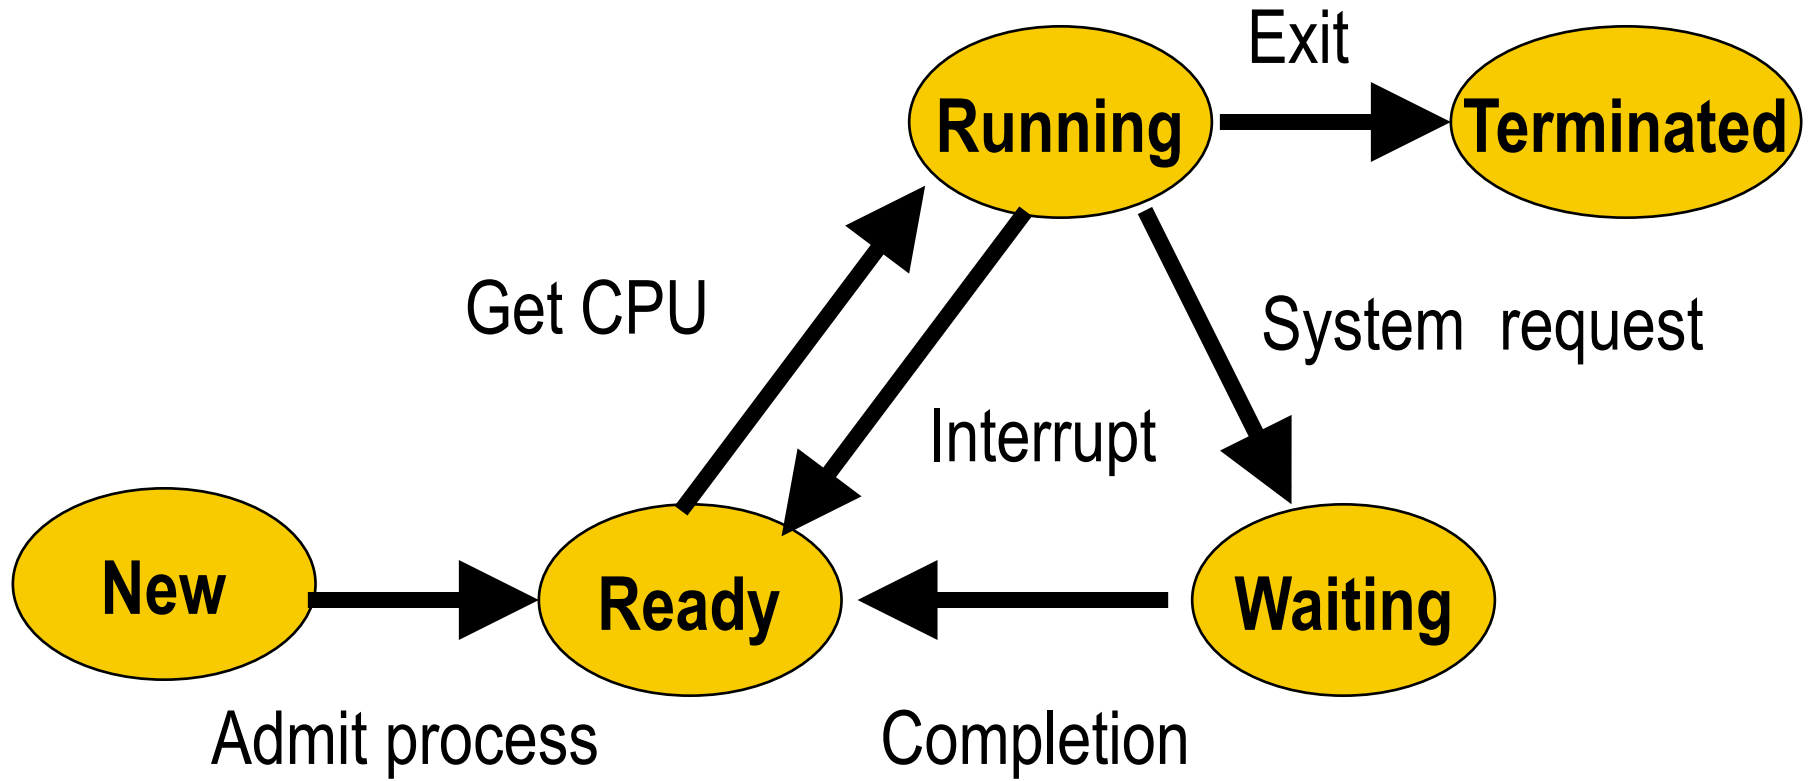 Exit
Running
Terminated
Get CPU
System request
Interrupt
New
Ready
Waiting
Admit process
Completion